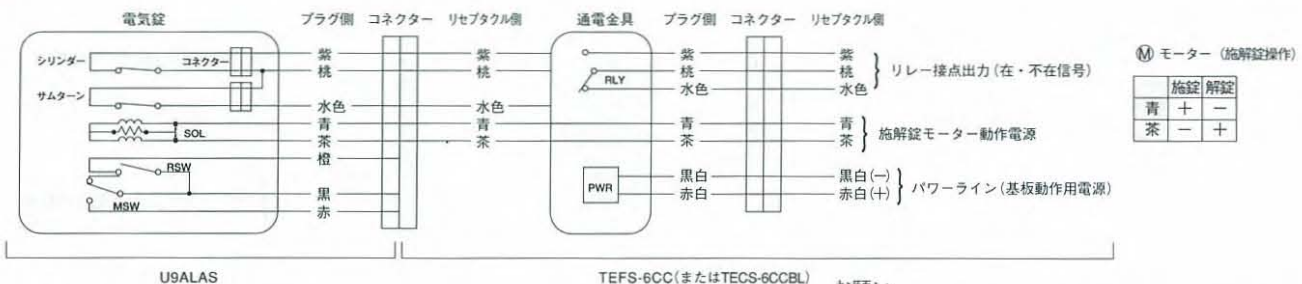 電気錠 プラグ側 コネクター リセプタクル側 通電金具 プラグ側 コネクター リセプタクル側
シリンダー コネクター 紫 紫 紫 紫
桃 桃 RLY 桃 桃 リレー接点出力(在・不在信号)
サムターン 水色 水色 水色 水色
SOL 青 青 青 青
茶 茶 茶 茶 施解錠モーター動作電源
橙
RSW
PWR 黒白 黒白(ー)
黒 赤白 赤白(+) パワーライン(基板動作用電源)
MSW 赤
Ⓜ モーター(施解錠操作)
施錠 解錠
青 + −
茶 − +
U9ALAS TEFS-6CC(またはTECS-6CCBL)